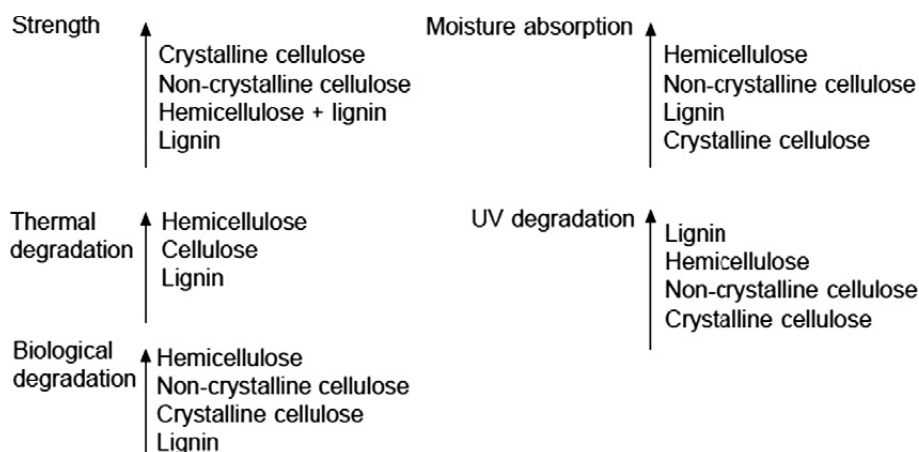 Strength
Crystalline cellulose
Non-crystalline cellulose
Hemicellulose + lignin
Lignin
Moisture absorption
Hemicellulose
Non-crystalline cellulose
Lignin
Crystalline cellulose
Thermal
degradation
Hemicellulose
Cellulose
Lignin
UV degradation
Lignin
Hemicellulose
Non-crystalline cellulose
Crystalline cellulose
Biological
degradation
Hemicellulose
Non-crystalline cellulose
Crystalline cellulose
Lignin